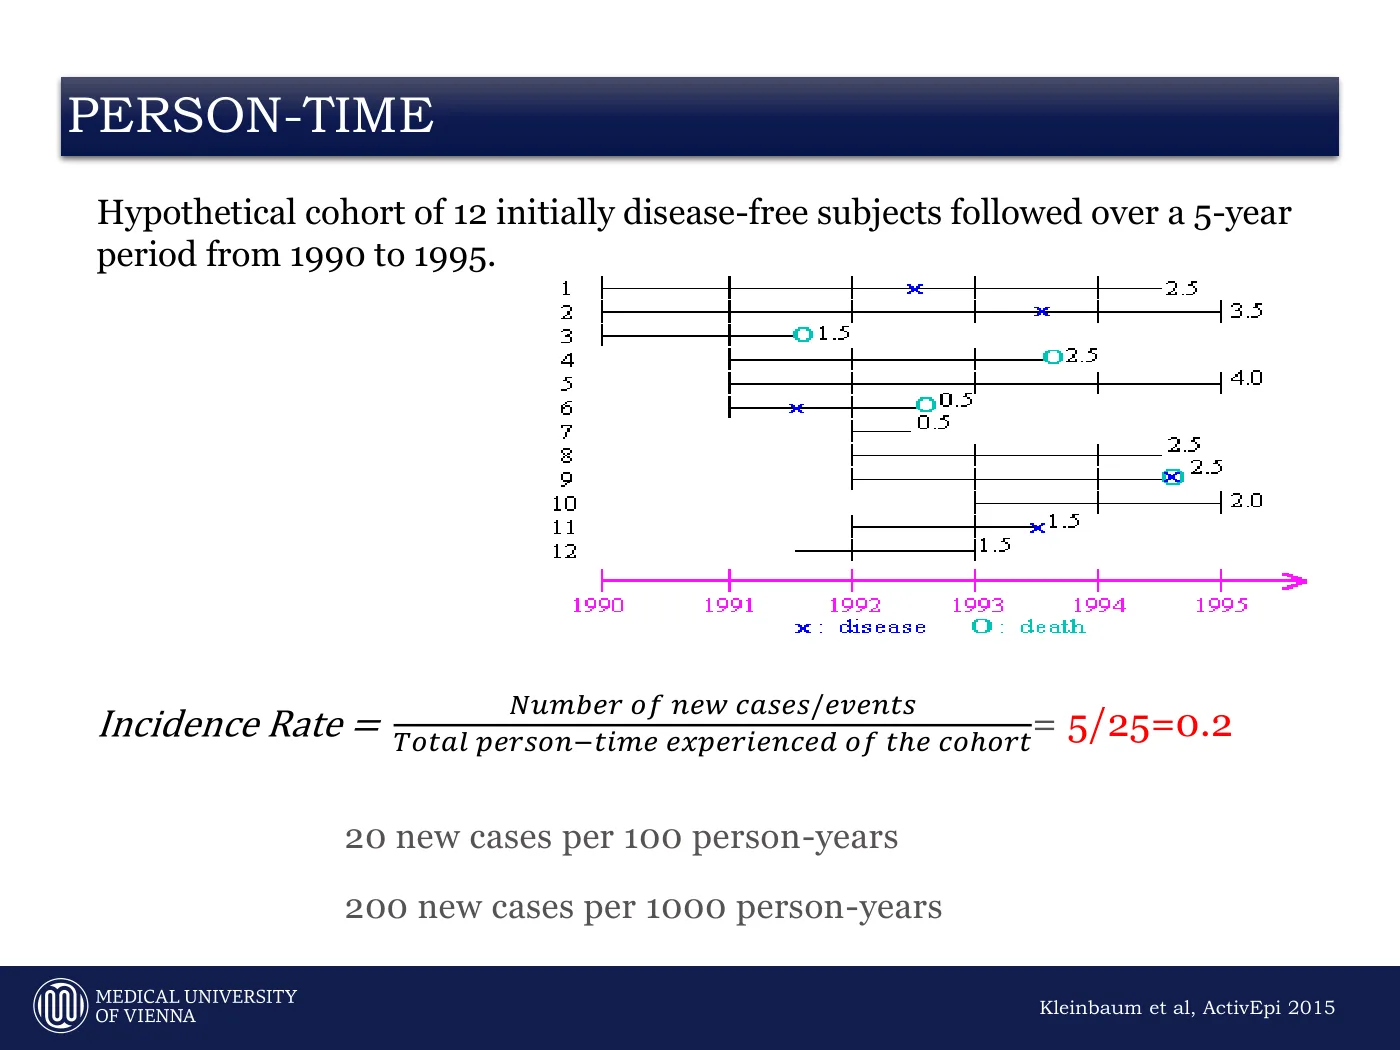 PERSON-TIME
Hypothetical cohort of 12 initially disease-free subjects followed over a 5-year
period from 1990 to 1995.
1 2.5
2 3.5
3 1.5
4 2.5
5 4.0
6 0.5
7 0.5
8 2.5
9 2.5
10 2.0
11 1.5
12 1.5
1990 1991 1992 1993 1994 1995
x : disease O : death
Incidence Rate = Number of new cases/events
Total person−time experienced of the cohort = 5/25=0.2
20 new cases per 100 person-years
200 new cases per 1000 person-years
MEDICAL UNIVERSITY
OF VIENNA
Kleinbaum et al, ActivEpi 2015